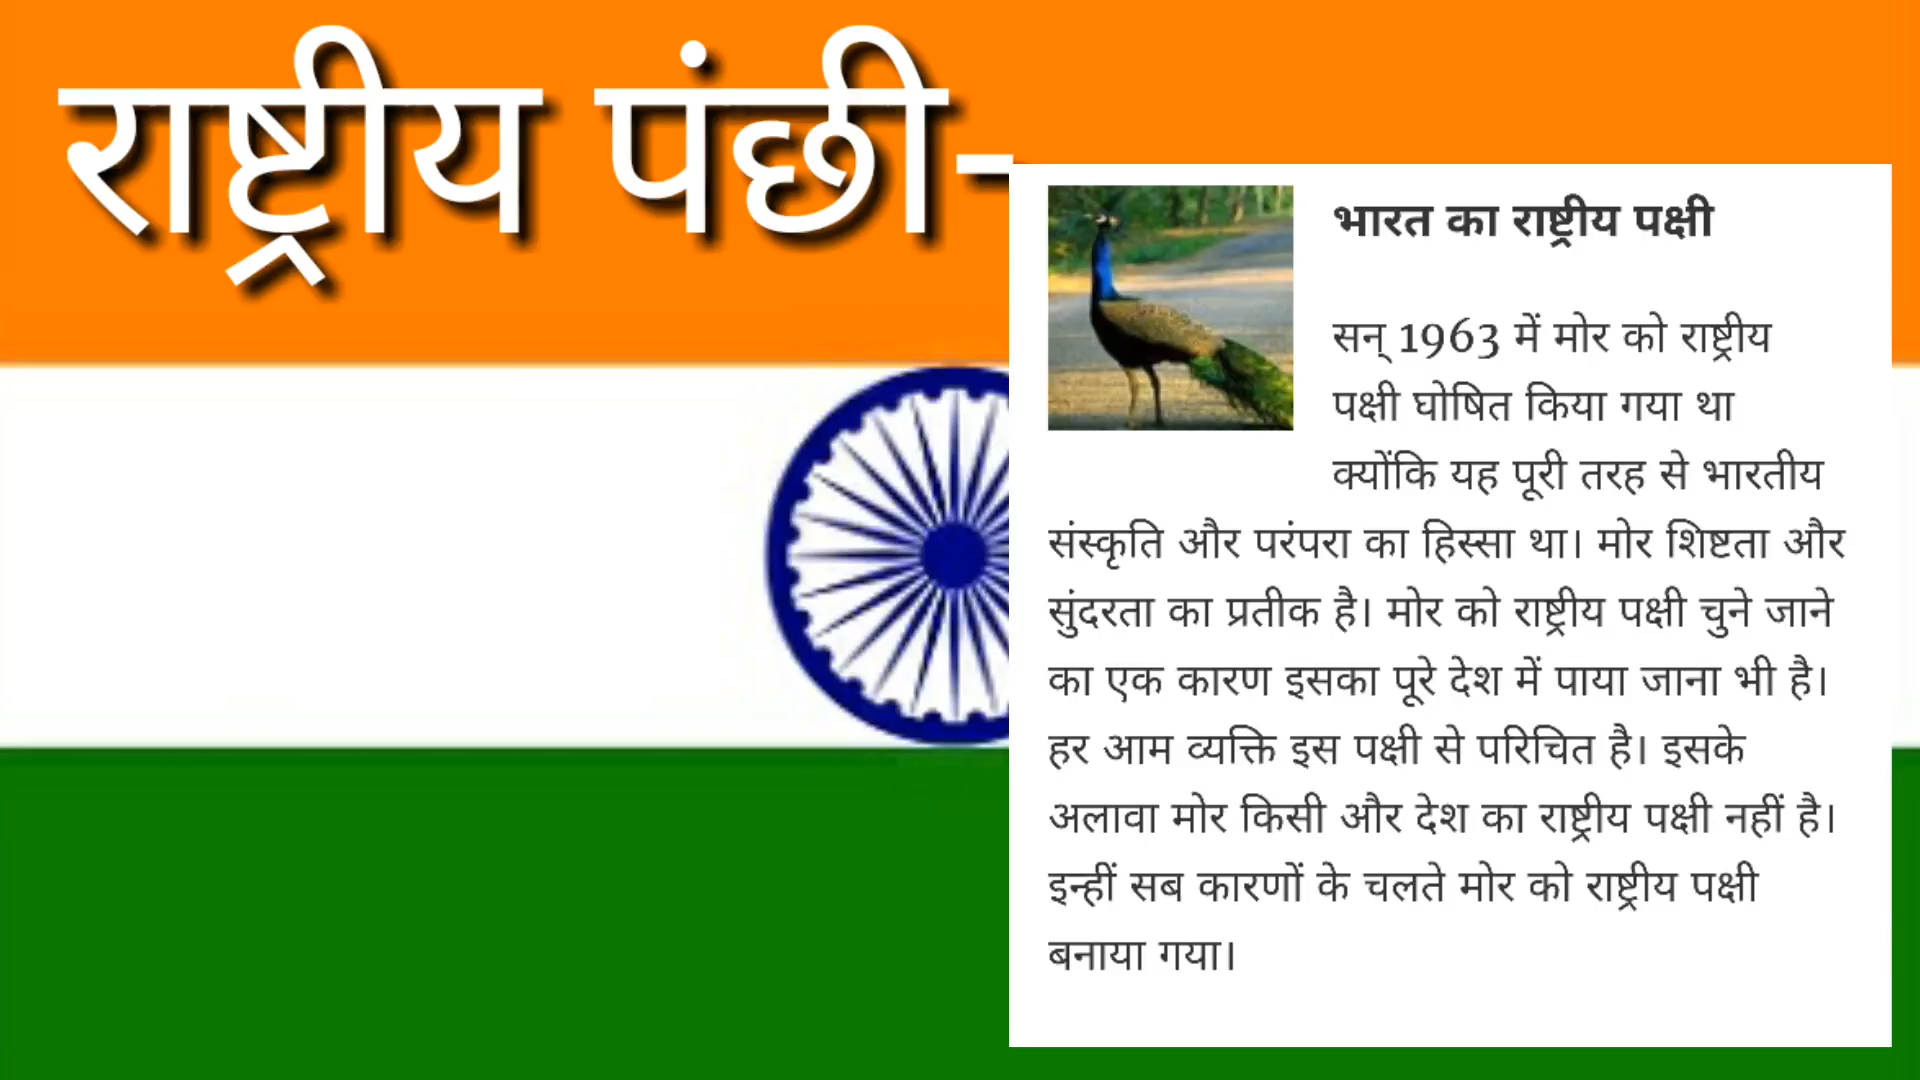 राष्ट्रीय पंछी-
भारत का राष्ट्रीय पक्षी
सन् 1963 में मोर को राष्ट्रीय
पक्षी घोषित किया गया था
क्योंकि यह पूरी तरह से भारतीय
संस्कृति और परंपरा का हिस्सा था। मोर शिष्टता और
सुंदरता का प्रतीक है। मोर को राष्ट्रीय पक्षी चुने जाने
का एक कारण इसका पूरे देश में पाया जाना भी है।
हर आम व्यक्ति इस पक्षी से परिचित है। इसके
अलावा मोर किसी और देश का राष्ट्रीय पक्षी नहीं है।
इन्हीं सब कारणों के चलते मोर को राष्ट्रीय पक्षी
बनाया गया।